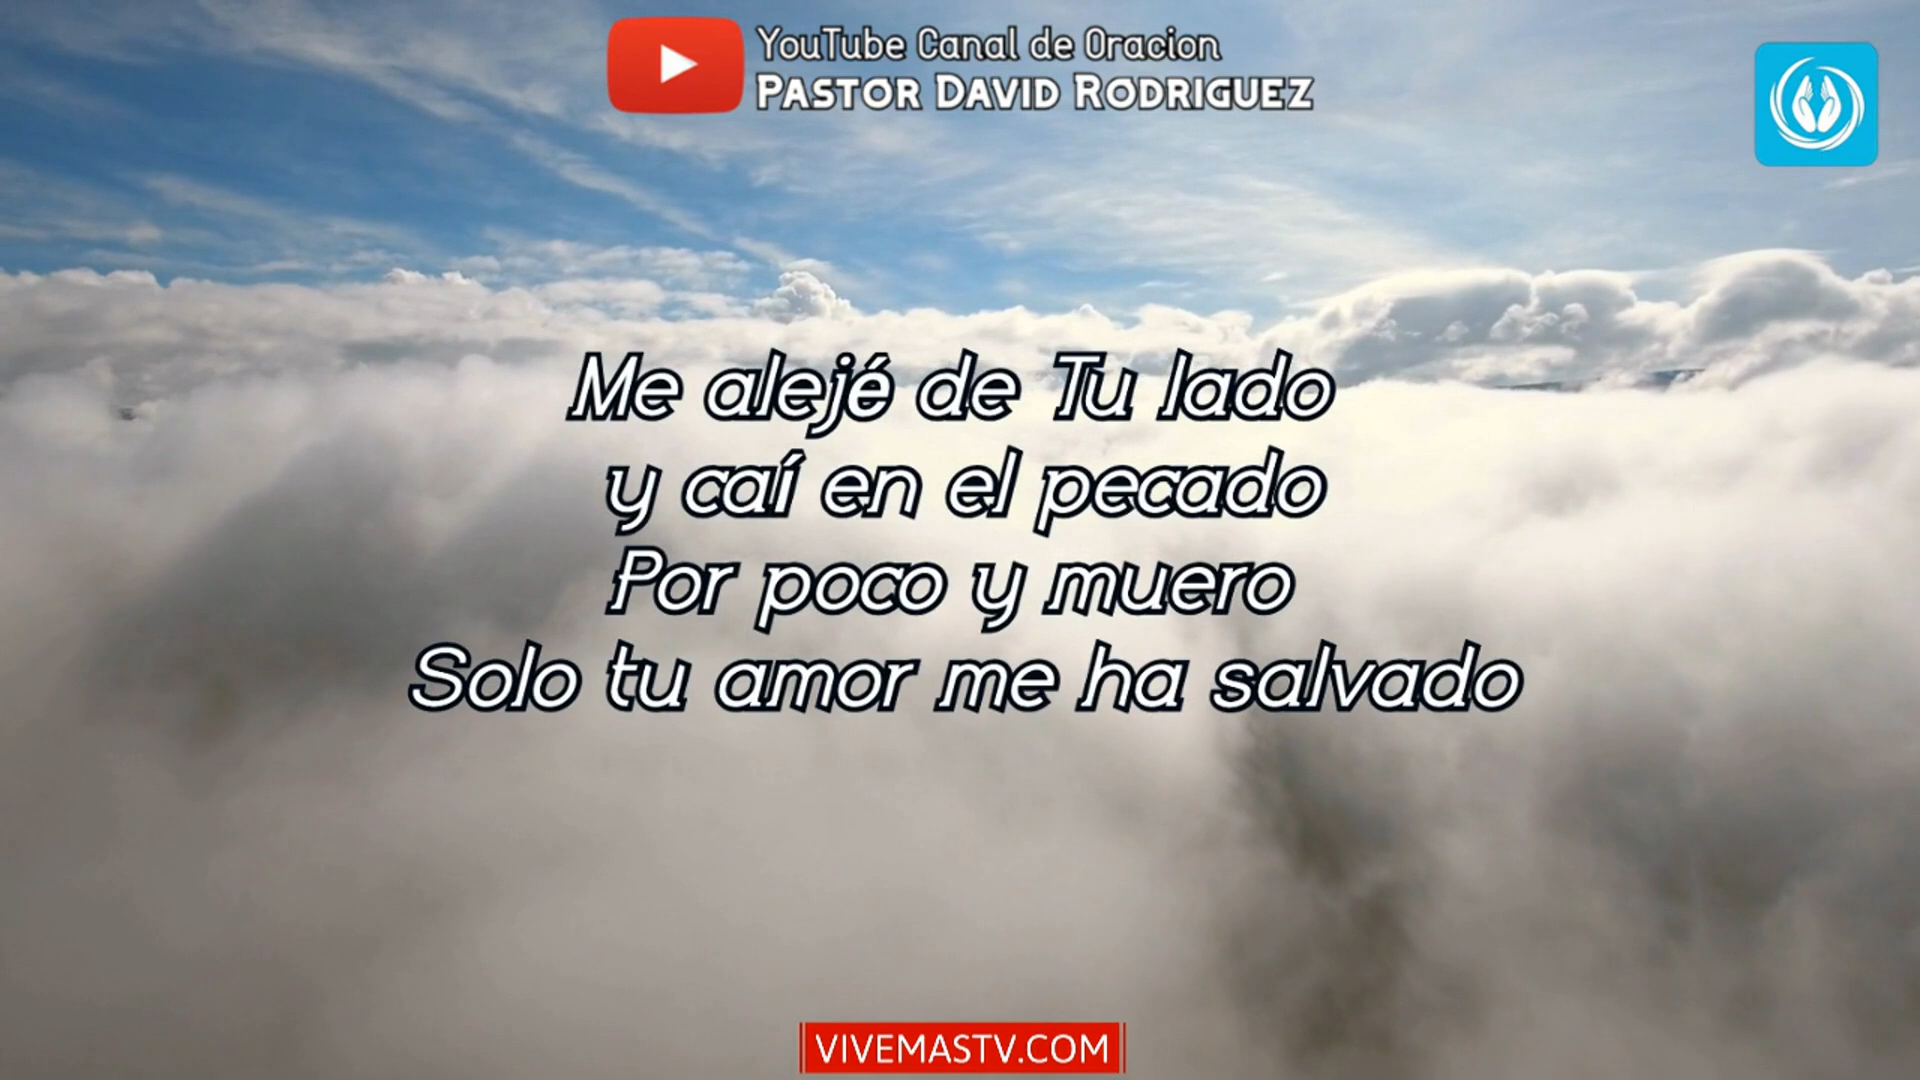 YouTube Canal de Oracion
PASTOR DAVID RODRIGUEZ
Me alejé de Tu lado
y caí en el pecado
Por poco y muero
Solo tu amor me ha salvado
VIVEMASTV.COM